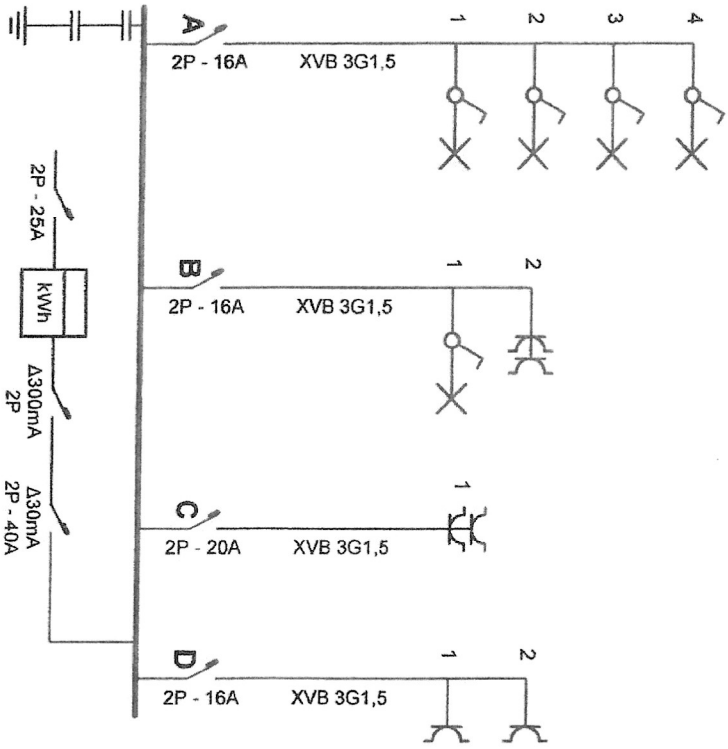 1
2
3
4
A
2P - 16A
XVB 3G1,5
B
2P - 16A
XVB 3G1,5
1
2
C
2P - 20A
XVB 3G1,5
1
D
2P - 16A
XVB 3G1,5
1
2
2P - 25A
kWh
Δ300mA
2P
Δ30mA
2P - 40A